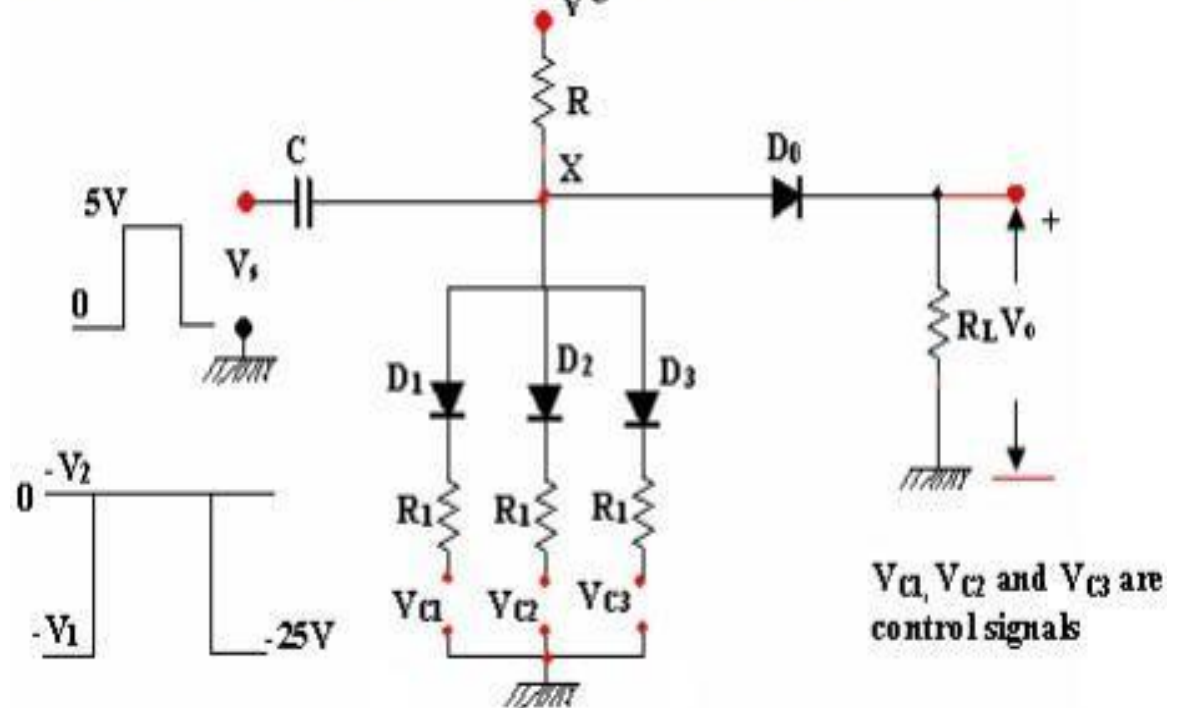 R
X
C
D0
5V
Vs
0
+
RL
Vo
D1
D2
D3
-V2
0
R1
R1
R1
VC1
VC2
VC3
-V1
-25V
VC1, VC2 and VC3 are
control signals